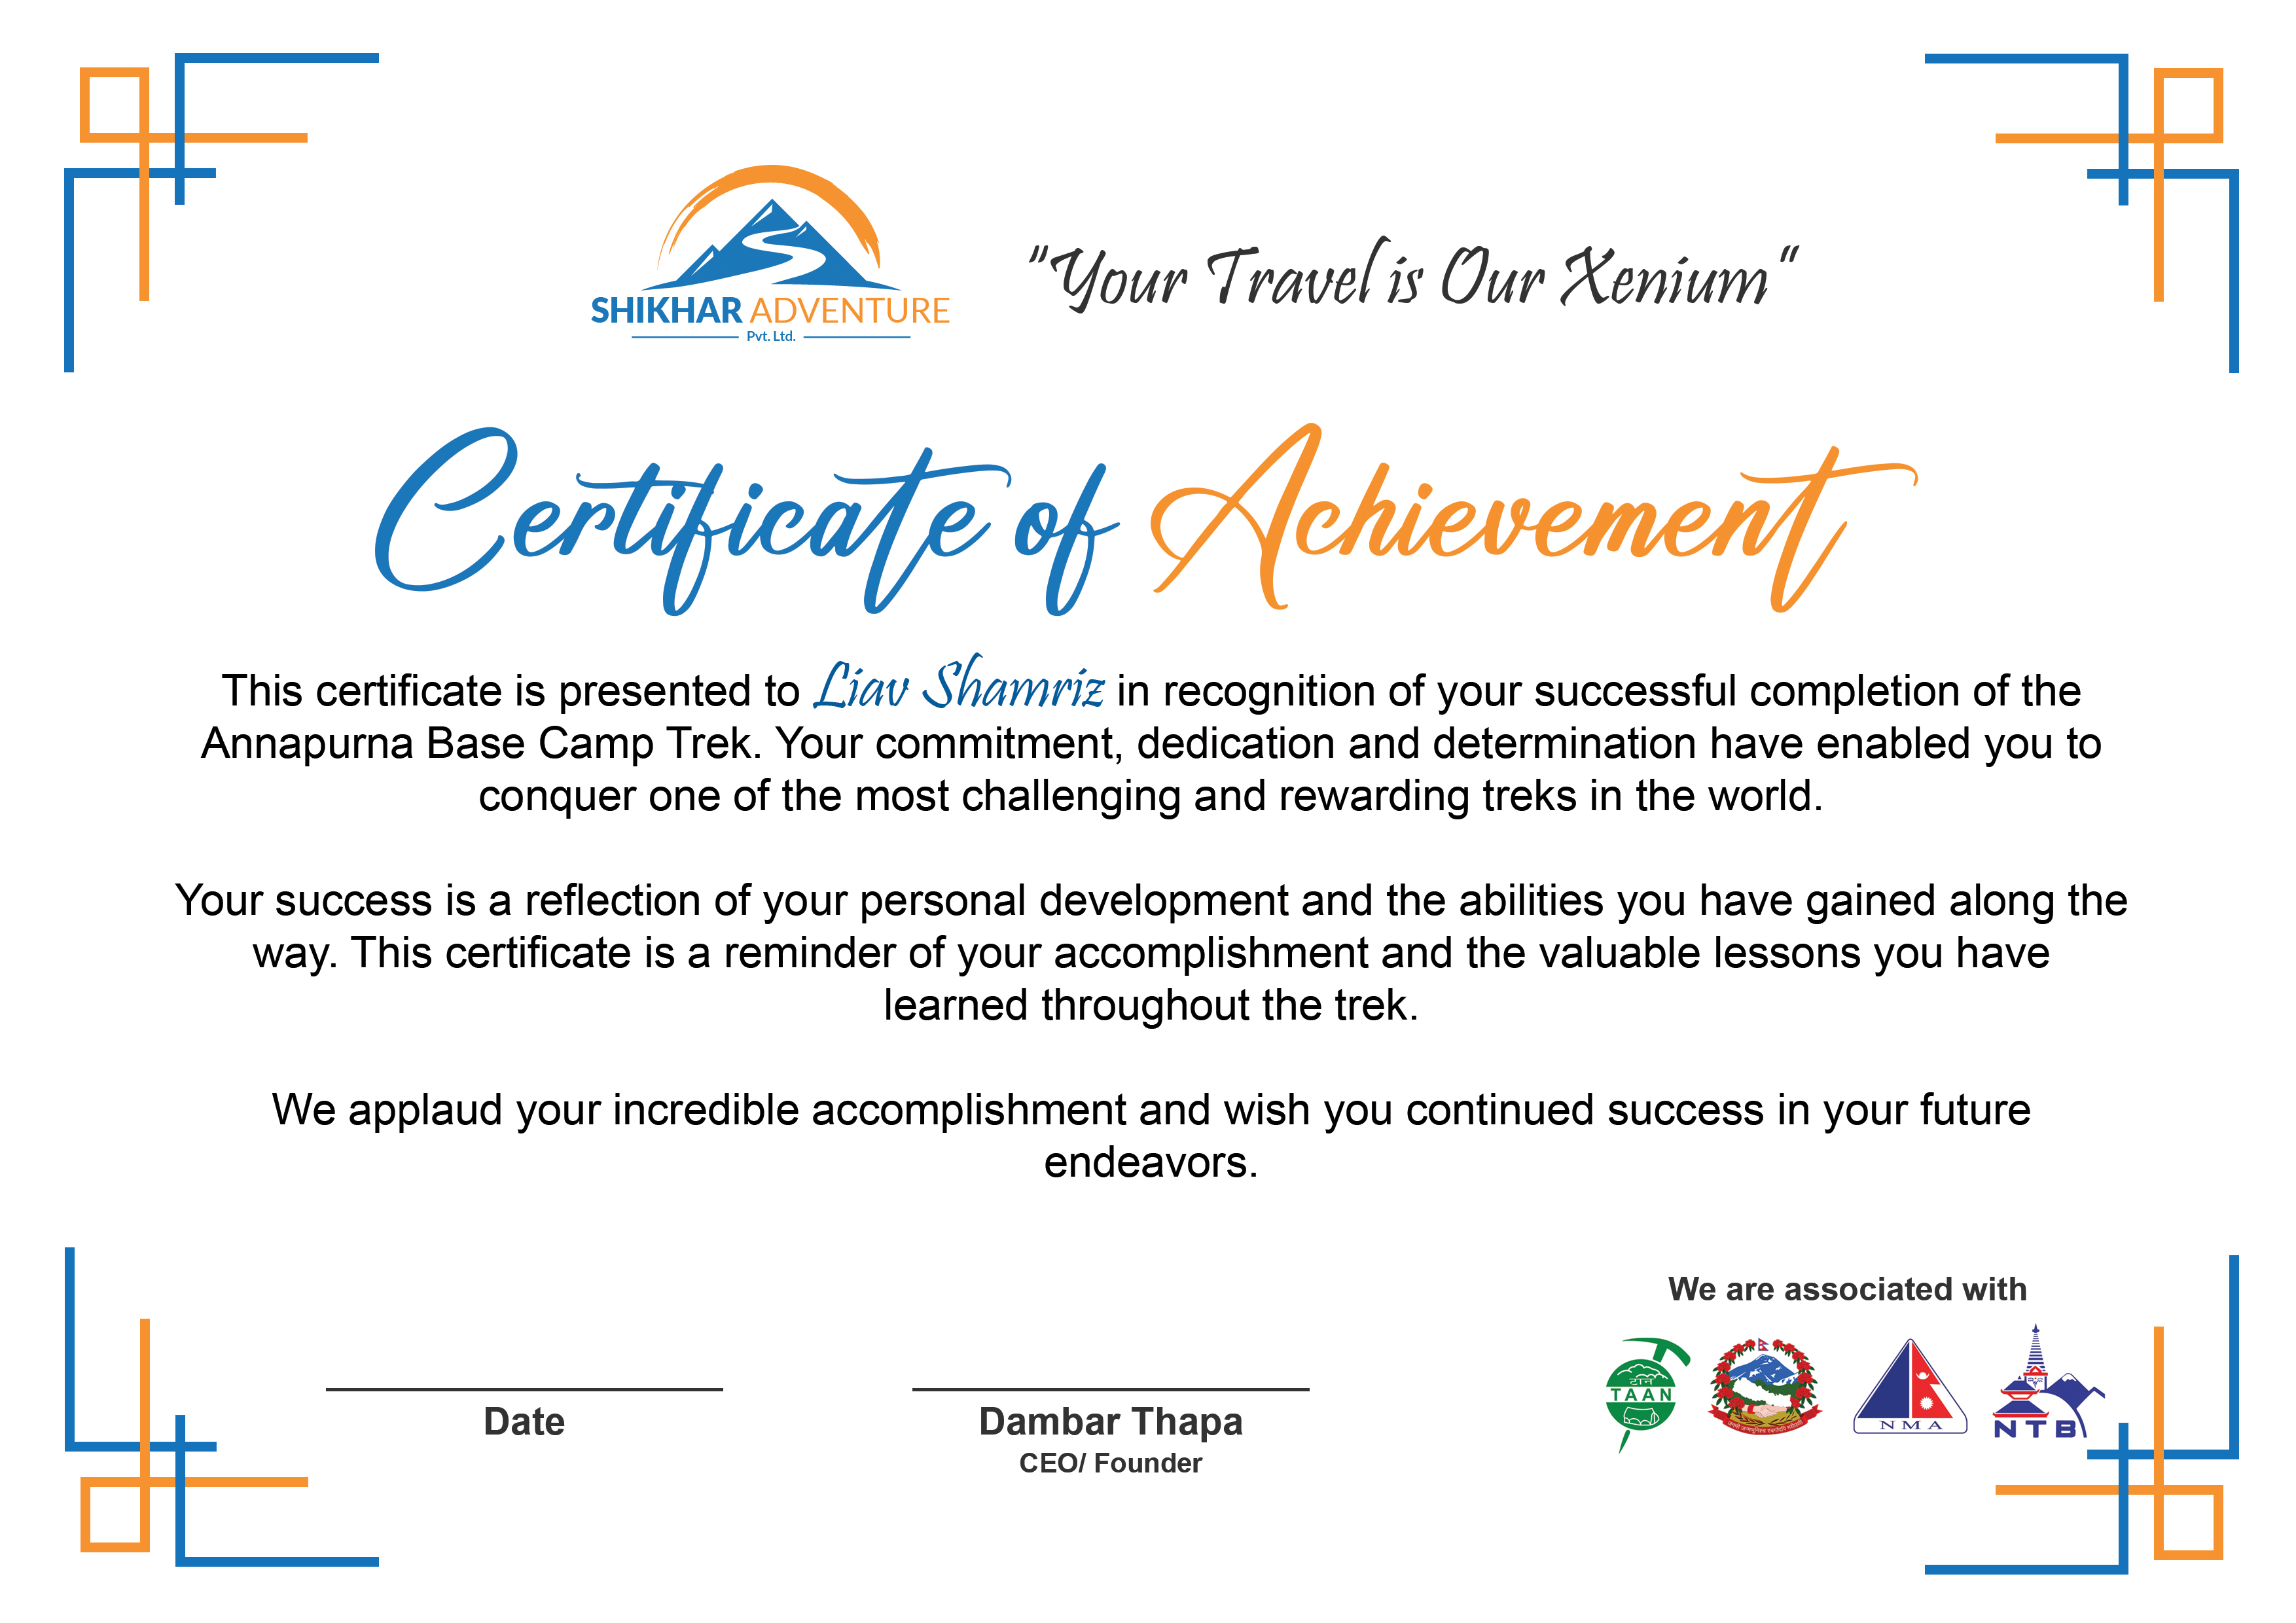 SHIKHAR ADVENTURE
Pvt. Ltd.
"Your Travel is Our Xenium"
Certificate of Achievement
This certificate is presented to Liav Shamriz in recognition of your successful completion of the
Annapurna Base Camp Trek. Your commitment, dedication and determination have enabled you to
conquer one of the most challenging and rewarding treks in the world.
Your success is a reflection of your personal development and the abilities you have gained along the
way. This certificate is a reminder of your accomplishment and the valuable lessons you have
learned throughout the trek.
We applaud your incredible accomplishment and wish you continued success in your future
endeavors.
We are associated with
टान
TAAN
NMA
NTB
Date
Dambar Thapa
CEO/ Founder